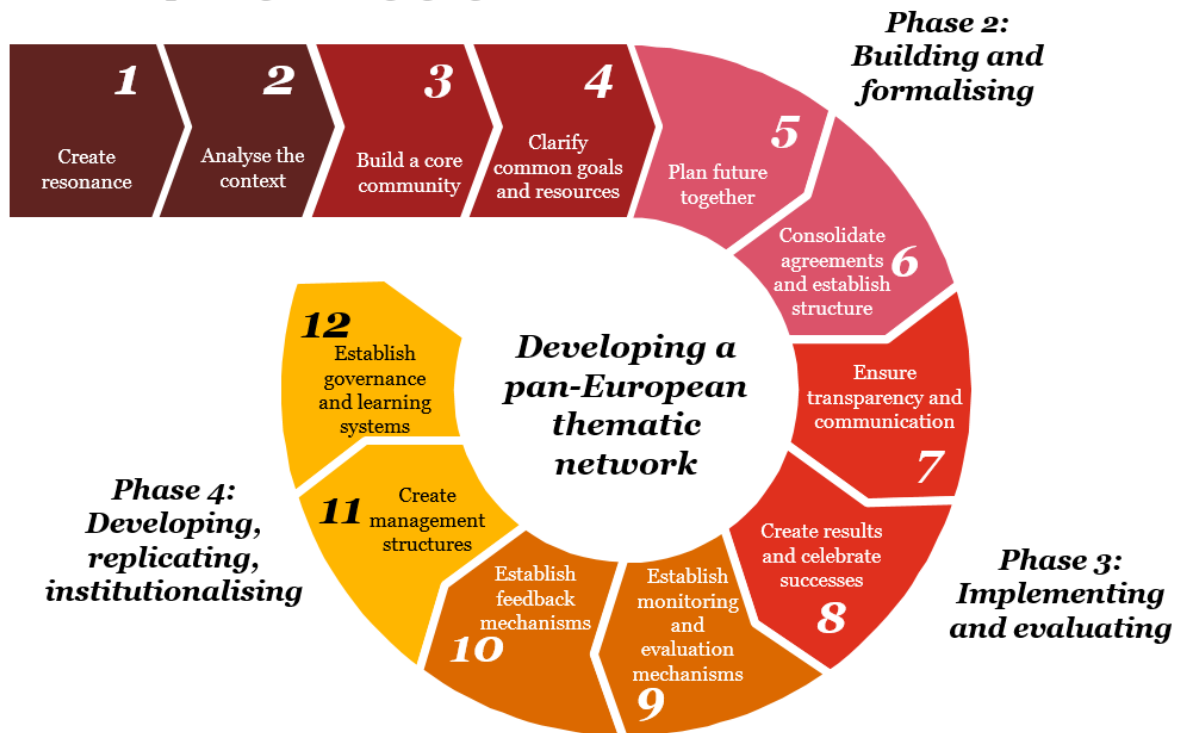 1
Create
resonance
2
Analyse the
context
3
Build a core
community
4
Clarify
common goals
and resources
Phase 2:
Building and
formalising
5
Plan future
together
6
Consolidate
agreements
and establish
structure
7
Ensure
transparency and
communication
Phase 3:
Implementing
and evaluating
8
Create results
and celebrate
successes
9
Establish
monitoring
and
evaluation
mechanisms
10
Establish
feedback
mechanisms
Phase 4:
Developing,
replicating,
institutionalising
11
Create
management
structures
12
Establish
governance
and learning
systems
Developing a
pan-European
thematic
network